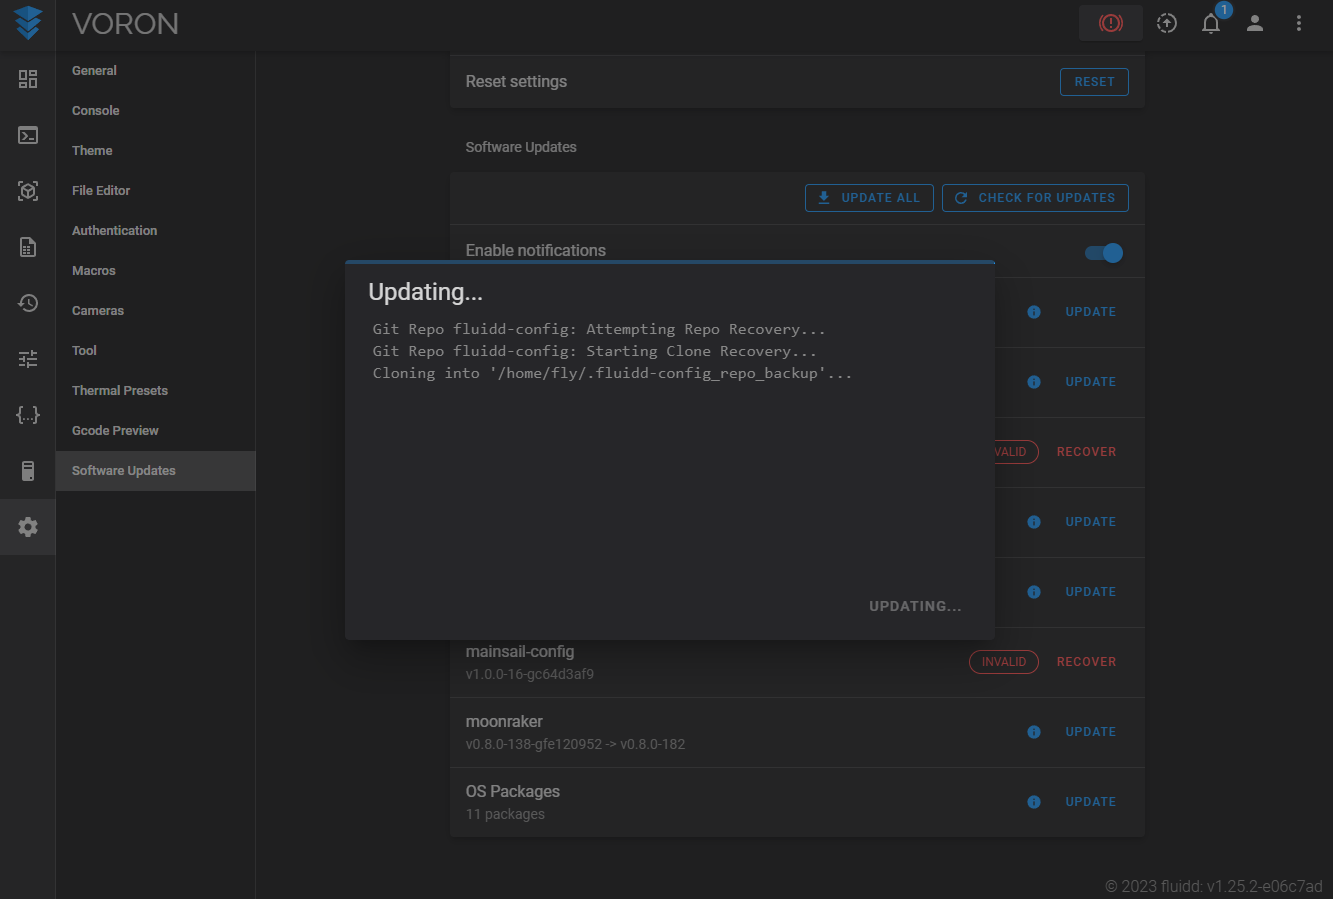 VORON
1
General
Console
Theme
File Editor
Authentication
Macros
Cameras
Tool
Thermal Presets
Gcode Preview
Software Updates
Reset settings
RESET
Software Updates
UPDATE ALL
CHECK FOR UPDATES
Enable notifications
UPDATE
UPDATE
VALID
RECOVER
UPDATE
UPDATE
Updating...
Git Repo fluidd-config: Attempting Repo Recovery...
Git Repo fluidd-config: Starting Clone Recovery...
Cloning into '/home/fly/.fluidd-config_repo_backup'...
UPDATING...
mainsail-config
v1.0.0-16-gc64d3af9
INVALID
RECOVER
moonraker
v0.8.0-138-gfe120952 -> v0.8.0-182
UPDATE
OS Packages
11 packages
UPDATE
© 2023 fluidd: v1.25.2-e06c7ad